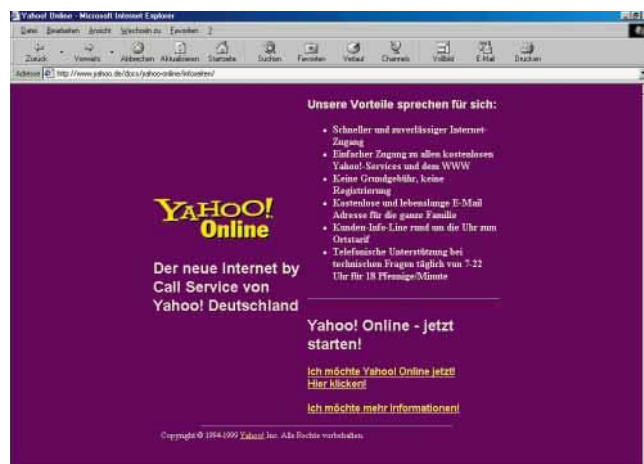 Yahoo! Online - Microsoft Internet Explorer
Datei Bearbeiten Ansicht Wechseln zu Favoriten ?
Zurück Vorwärts Abbrechen Aktualisieren Startseite Suchen Favoriten Verlauf Channels Vollbild E-Mail Drucken
Adresse http://www.yahoo.de/docs/yahoo-online/infoseiten/
YAHOO!
Online
Der neue Internet by
Call Service von
Yahoo! Deutschland
Unsere Vorteile sprechen für sich:
• Schneller und zuverlässiger Internet-
Zugang
• Einfacher Zugang zu allen kostenlosen
Yahoo!-Services und dem WWW
• Keine Grundgebühr, keine
Registrierung
• Kostenlose und lebenslange E-Mail
Adresse für die ganze Familie
• Kunden-Info-Line rund um die Uhr zum
Ortstarif
• Telefonische Unterstützung bei
technischen Fragen täglich von 7-22
Uhr für 18 Pfennige/Minute
Yahoo! Online - jetzt
starten!
Ich möchte Yahoo! Online jetzt!
Hier klicken!
Ich möchte mehr Informationen!
Copyright © 1994-1999 Yahoo! Inc. Alle Rechte vorbehalten.